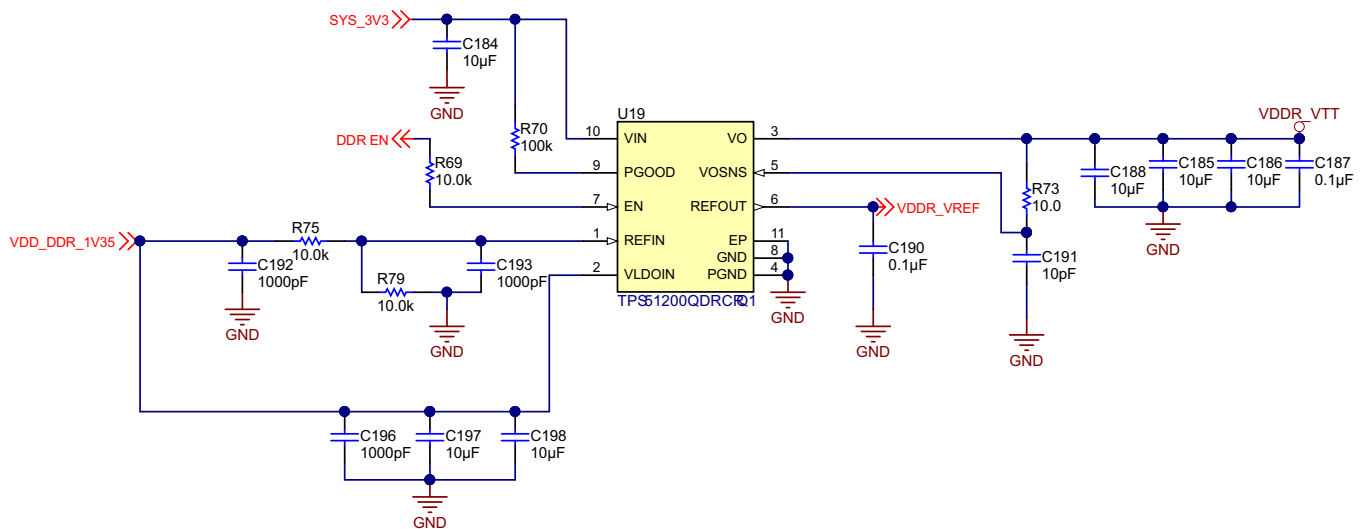 SYS_3V3
C184
10µF
GND
U19
VDDR_VTT
DDR EN
R70
100k
10
VIN
VO
3
R69
10.0k
9
PGOOD
VOSNS
5
C188
10µF
C185
10µF
C186
10µF
C187
0.1µF
R73
10.0
7
EN
REFOUT
6
VDDR_VREF
VDD_DDR_1V35
R75
10.0k
1
REFIN
EP
11
GND
8
GND
C192
1000pF
R79
10.0k
C193
1000pF
2
VLDOIN
PGND
4
C190
0.1µF
C191
10pF
TPS51200QDRCRQ1
GND
GND
GND
GND
GND
C196
1000pF
C197
10µF
C198
10µF
GND